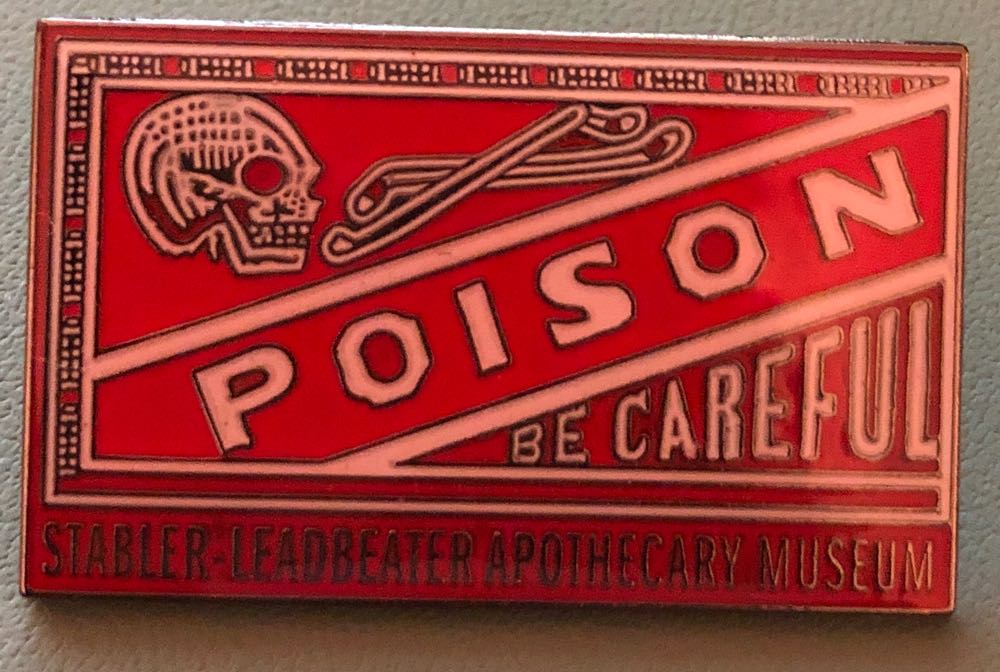 POISON
BE CAREFUL
STABLER-LEADBEATER APOTHECARY MUSEUM